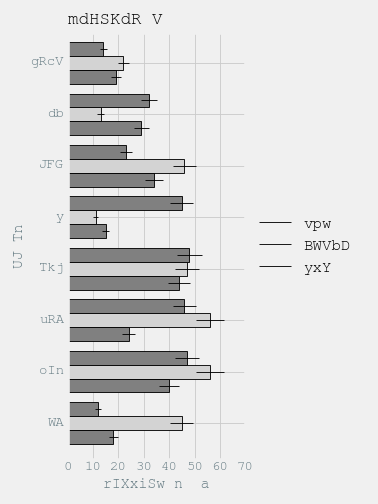 mdHSKdR V
gRcV
db
JFG
y
Tkj
uRA
oIn
WA
UJ Tn
0 10 20 30 40 50 60 70
rIXxiSw n  a
vpw
BWVbD
yxY